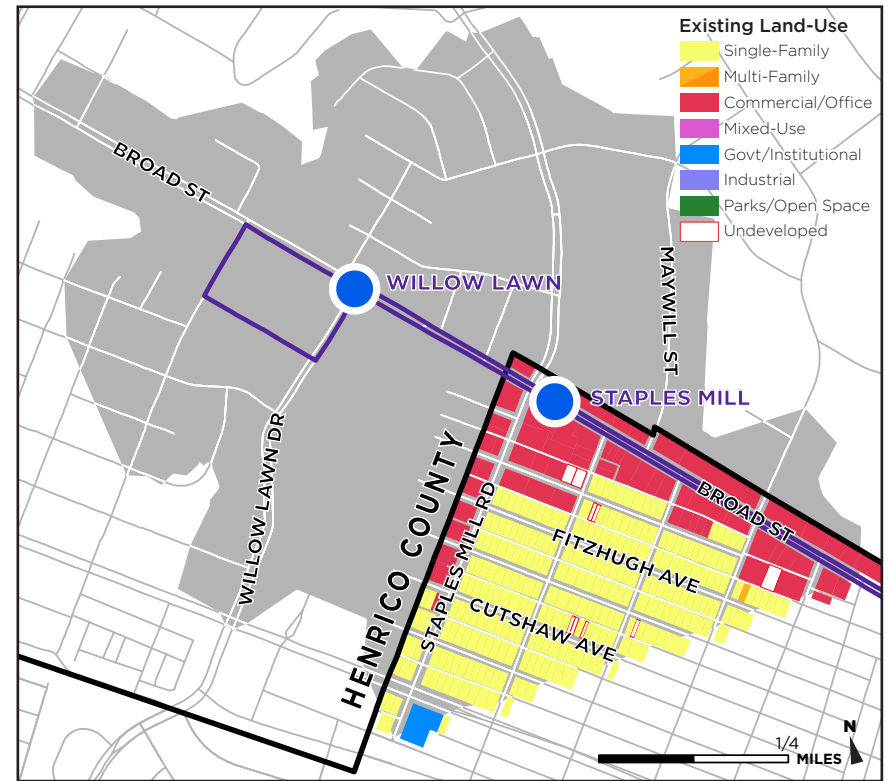 Existing Land-Use
Single-Family
Multi-Family
Commercial/Office
Mixed-Use
Govt/Institutional
Industrial
Parks/Open Space
Undeveloped
BROAD ST
WILLOW LAWN
MAYWILL ST
STAPLES MILL
WILLOW LAWN DR
HENRICO COUNTY
STAPLES MILL RD
BROAD ST
FITZHUGH AVE
CUTSHAW AVE
1/4
MILES
N